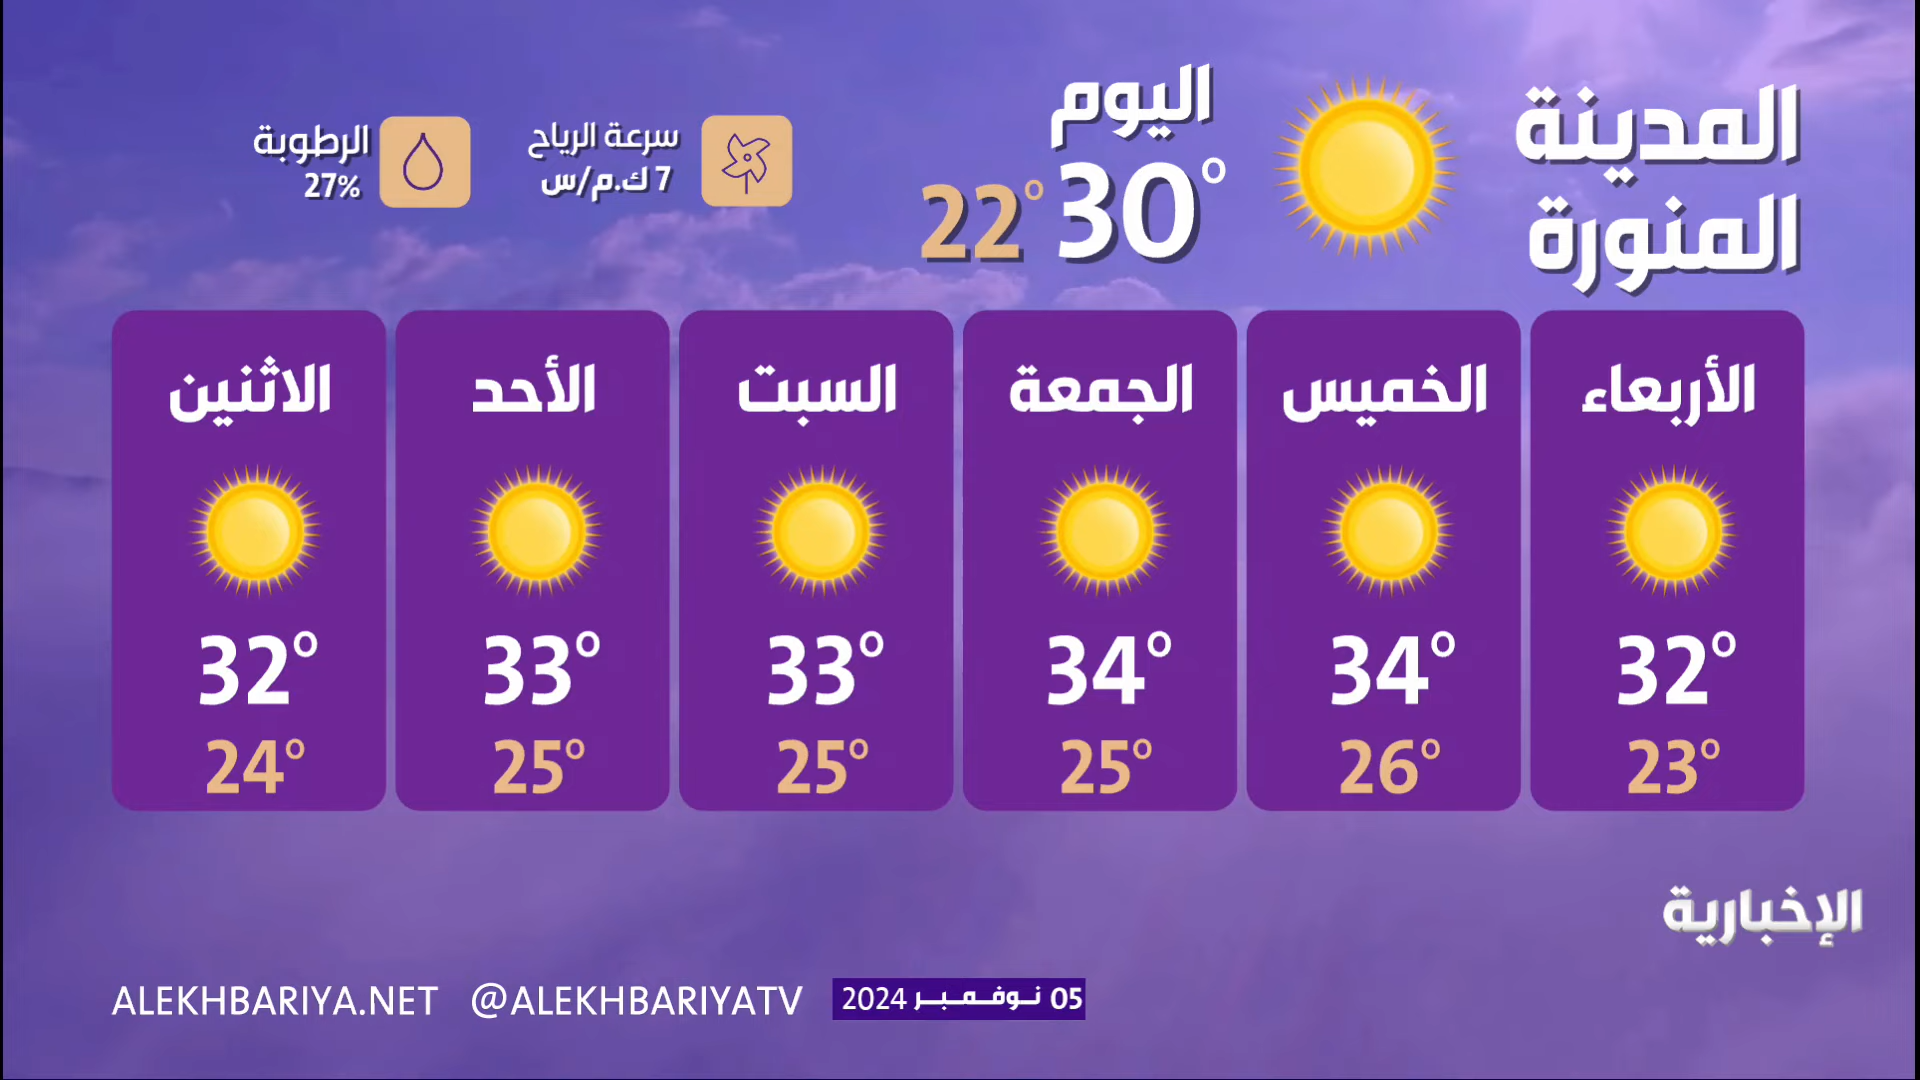 المدينة
المنورة
اليوم
30°
22°
سرعة الرياح
7 ك.م/س
الرطوبة
27%
الأربعاء
32°
23°
الخميس
34°
26°
الجمعة
34°
25°
السبت
33°
25°
الأحد
33°
25°
الاثنين
32°
24°
الإخبارية
ALEKHBARIYA.NET
@ALEKHBARIYATV
05 نوفمبر 2024